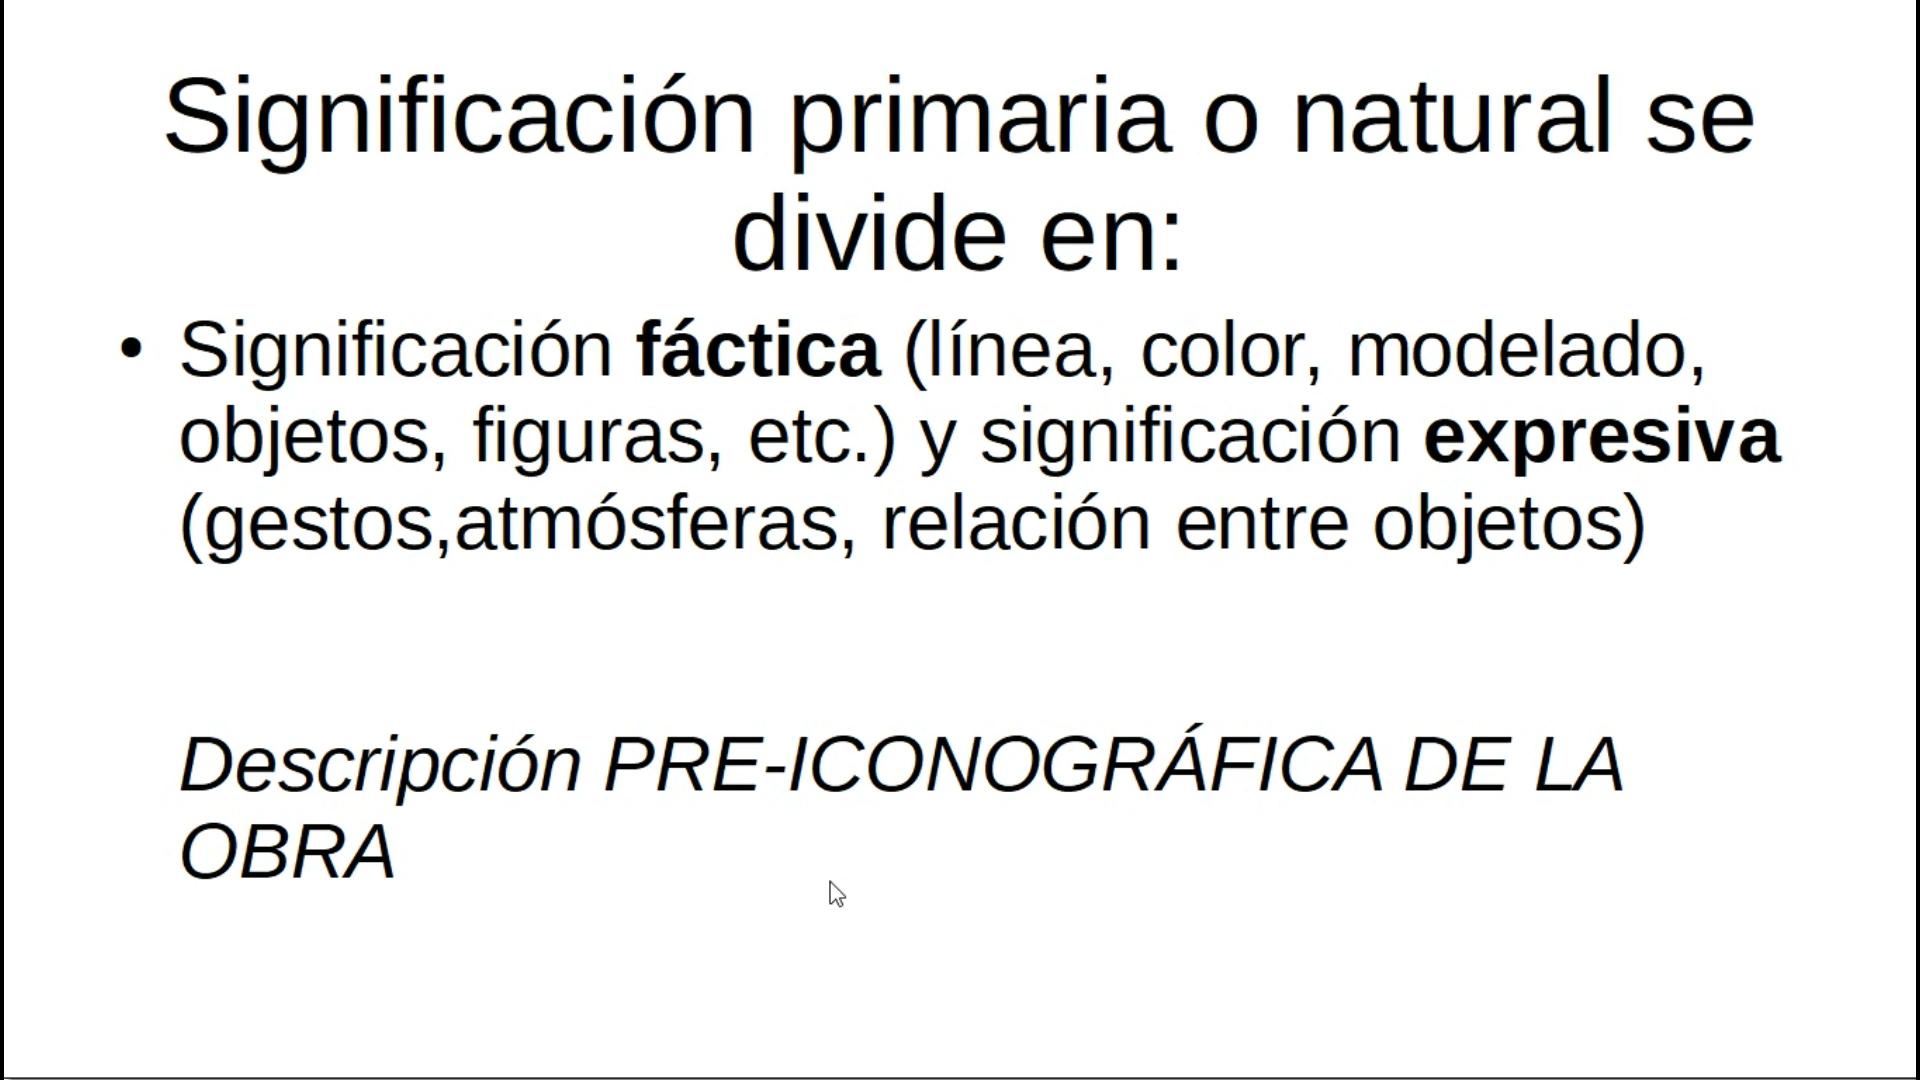 Significación primaria o natural se
divide en:
• Significación fáctica (línea, color, modelado,
objetos, figuras, etc.) y significación expresiva
(gestos,atmósferas, relación entre objetos)
Descripción PRE-ICONOGRÁFICA DE LA
OBRA